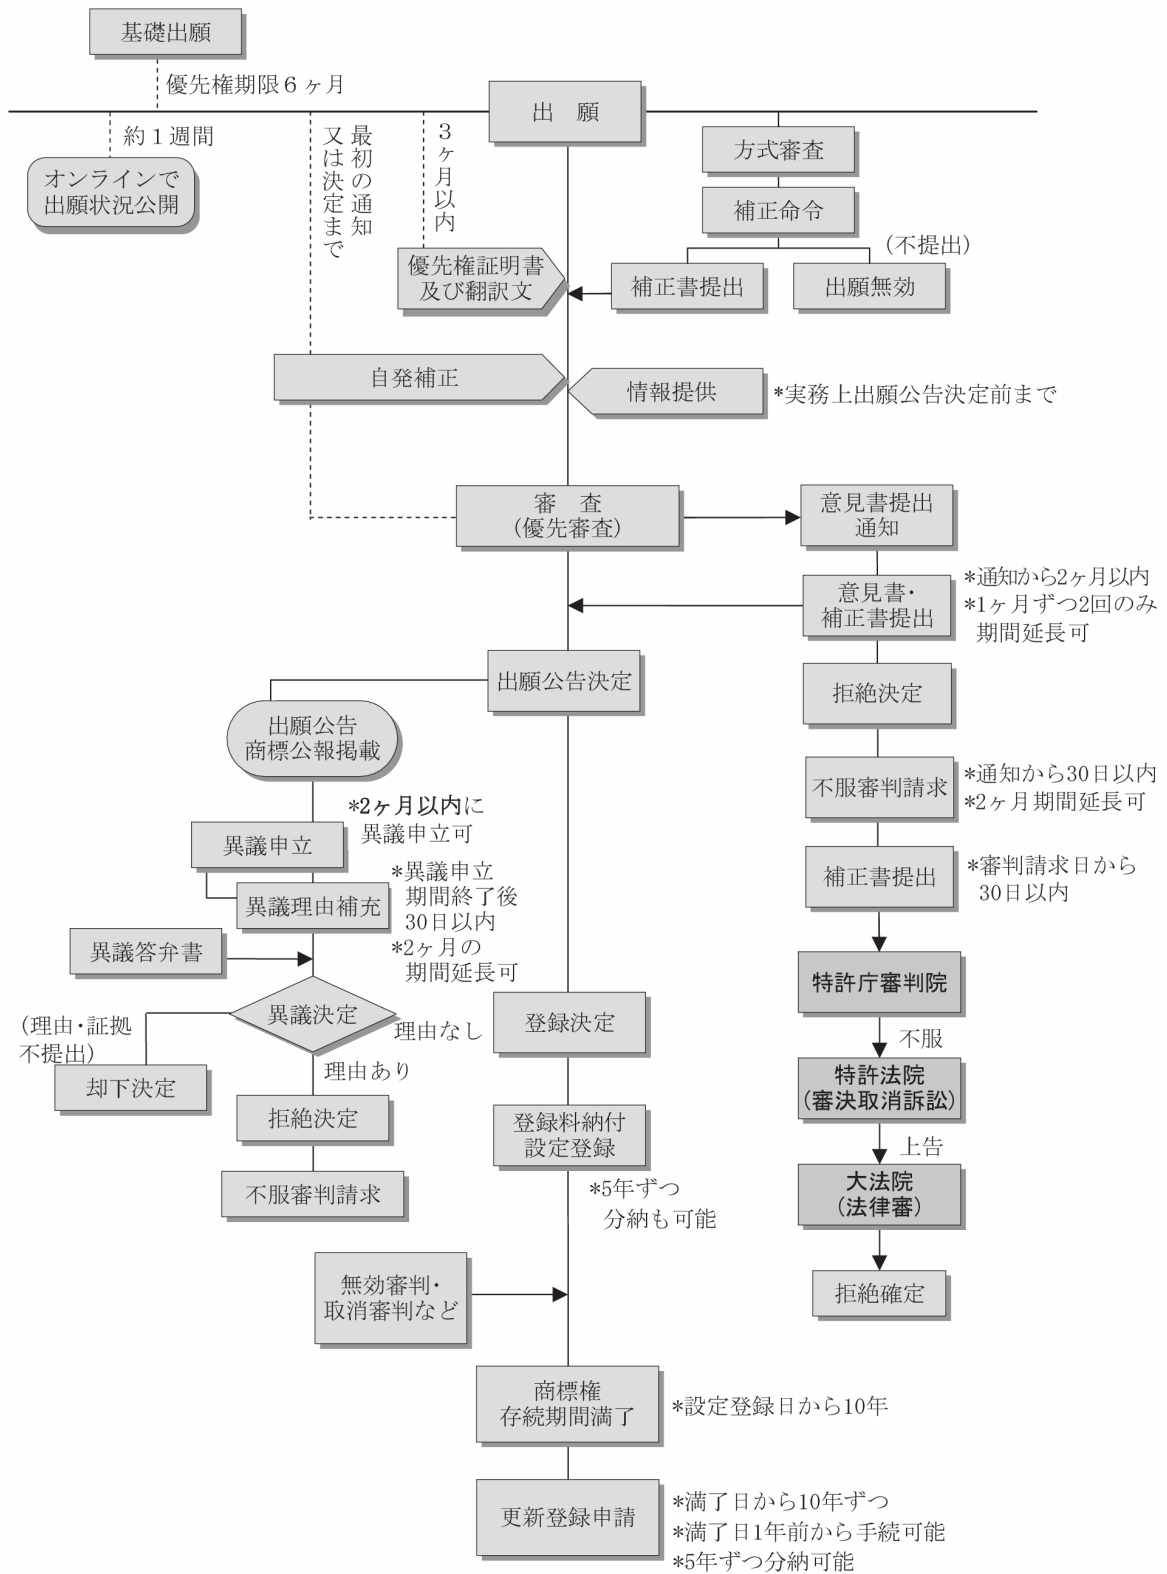 基礎出願
優先権期限6ヶ月
出　願
約1週間
オンラインで
出願状況公開
最初の通知
又は決定まで
3ヶ月以内
方式審査
補正命令
(不提出)
優先権証明書
及び翻訳文
補正書提出
出願無効
自発補正
情報提供
*実務上出願公告決定前まで
審　査
(優先審査)
意見書提出
通知
意見書・
補正書提出
*通知から2ヶ月以内
*1ヶ月ずつ2回のみ
期間延長可
出願公告決定
拒絶決定
出願公告
商標公報掲載
不服審判請求
*通知から30日以内
*2ヶ月期間延長可
*2ヶ月以内に
異議申立可
異議申立
異議理由補充
*異議申立
期間終了後
30日以内
*2ヶ月の
期間延長可
補正書提出
*審判請求日から
30日以内
異議答弁書
特許庁審判院
異議決定
理由なし
(理由・証拠
不提出)
却下決定
理由あり
登録決定
不服
特許法院
(審決取消訴訟)
拒絶決定
登録料納付
設定登録
上告
不服審判請求
*5年ずつ
分納も可能
大法院
(法律審)
無効審判・
取消審判など
拒絶確定
商標権
存続期間満了
*設定登録日から10年
更新登録申請
*満了日から10年ずつ
*満了日1年前から手続可能
*5年ずつ分納可能